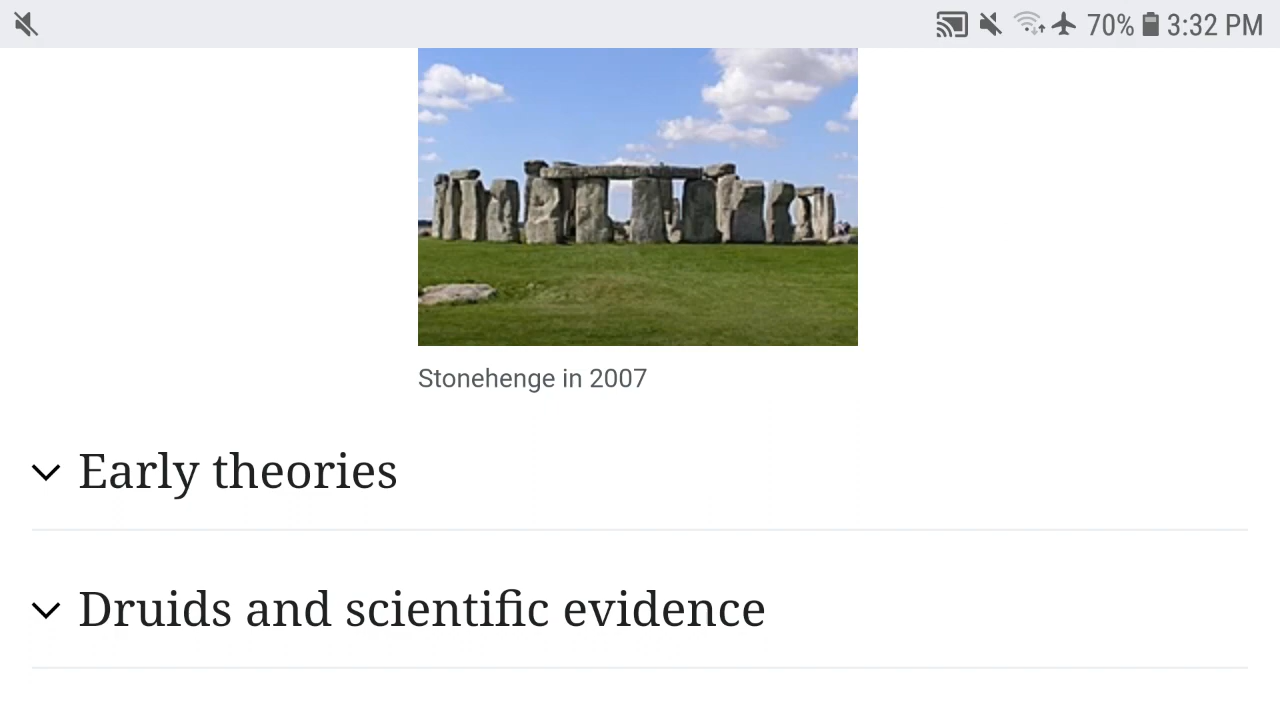 70% 3:32 PM
Stonehenge in 2007
Early theories
Druids and scientific evidence